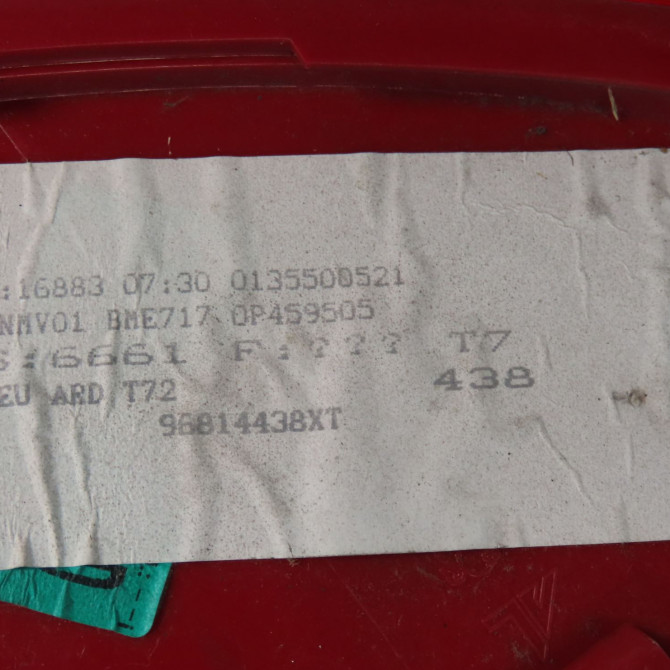 :16883 07:30 0135500521
NMV01 BME717 0P459505
S:6661 F:??? T7
EU ARD T72 438
96814438XT